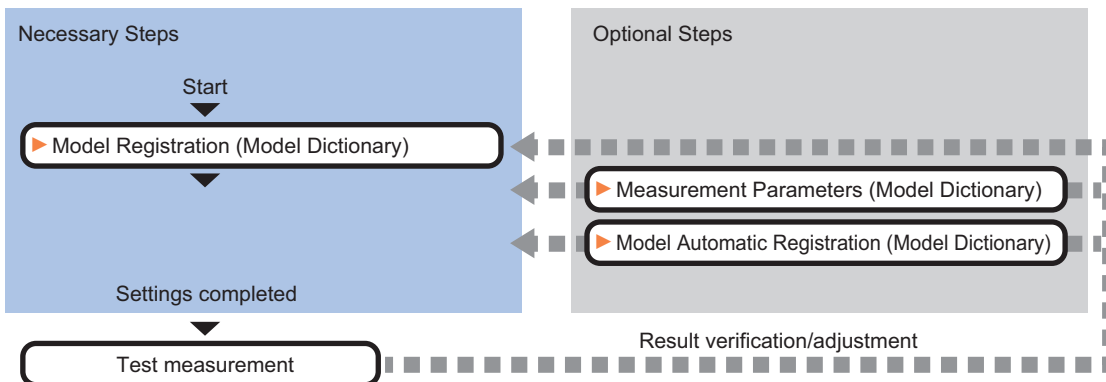 Necessary Steps
Start
Model Registration (Model Dictionary)
Settings completed
Test measurement
Optional Steps
Measurement Parameters (Model Dictionary)
Model Automatic Registration (Model Dictionary)
Result verification/adjustment